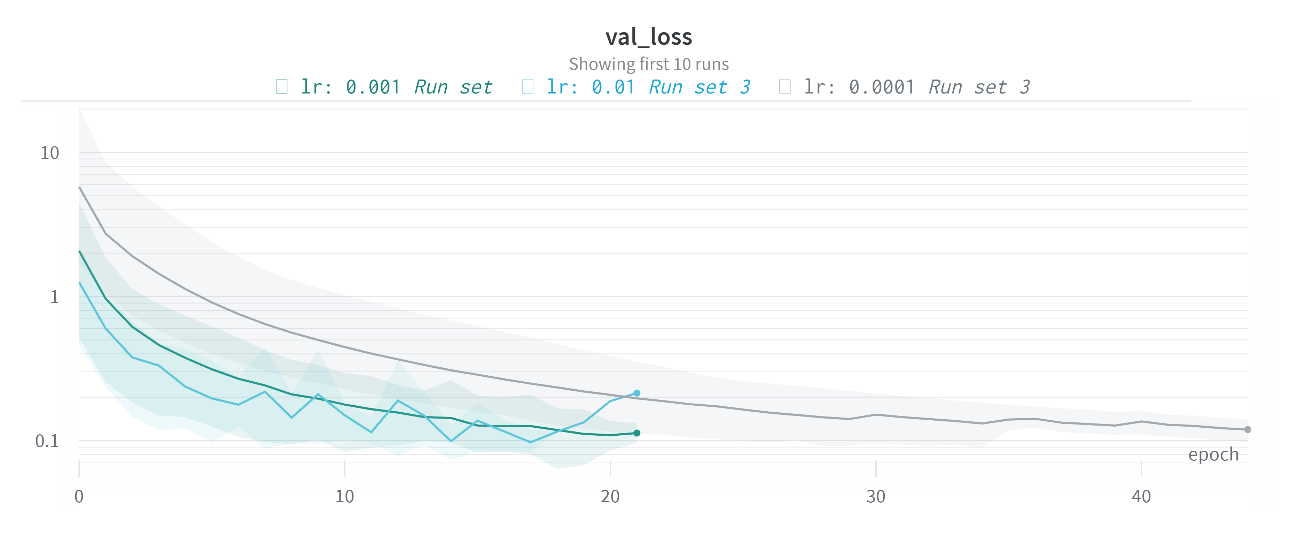 val_loss
Showing first 10 runs
lr: 0.001 Run set lr: 0.01 Run set 3 lr: 0.0001 Run set 3
10
1
0.1
epoch
0 10 20 30 40